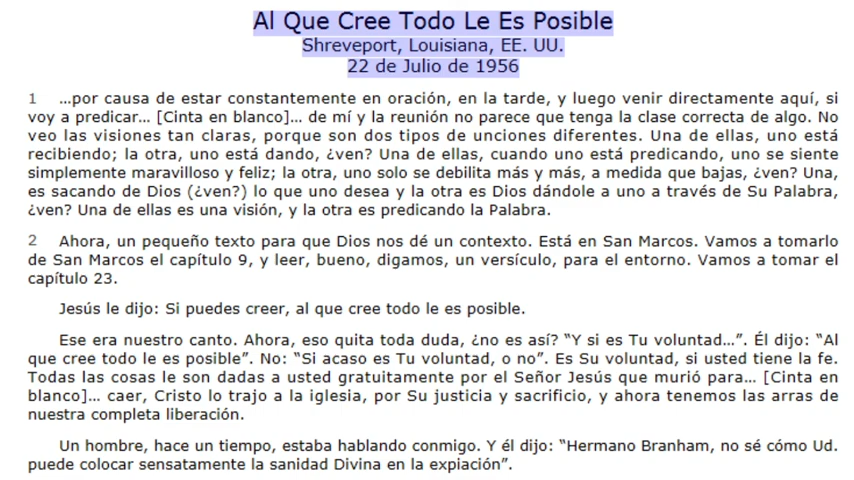 Al Que Cree Todo Le Es Posible
Shreveport, Louisiana, EE. UU.
22 de Julio de 1956
1 …por causa de estar constantemente en oración, en la tarde, y luego venir directamente aquí, si
voy a predicar… [Cinta en blanco]… de mí y la reunión no parece que tenga la clase correcta de algo. No
veo las visiones tan claras, porque son dos tipos de unciones diferentes. Una de ellas, uno está
recibiendo; la otra, uno está dando, ¿ven? Una de ellas, cuando uno está predicando, uno se siente
simplemente maravilloso y feliz; la otra, uno solo se debilita más y más, a medida que bajas, ¿ven? Una,
es sacando de Dios (¿ven?) lo que uno desea y la otra es Dios dándole a uno a través de Su Palabra,
¿ven? Una de ellas es una visión, y la otra es predicando la Palabra.
2 Ahora, un pequeño texto para que Dios nos dé un contexto. Está en San Marcos. Vamos a tomarlo
de San Marcos el capítulo 9, y leer, bueno, digamos, un versículo, para el entorno. Vamos a tomar el
capítulo 23.
Jesús le dijo: Si puedes creer, al que cree todo le es posible.
Ese era nuestro canto. Ahora, eso quita toda duda, ¿no es así? “Y si es Tu voluntad…”. Él dijo: “Al
que cree todo le es posible”. No: “Si acaso es Tu voluntad, o no”. Es Su voluntad, si usted tiene la fe.
Todas las cosas le son dadas a usted gratuitamente por el Señor Jesús que murió para… [Cinta en
blanco]… caer, Cristo lo trajo a la iglesia, por Su justicia y sacrificio, y ahora tenemos las arras de
nuestra completa liberación.
Un hombre, hace un tiempo, estaba hablando conmigo. Y él dijo: “Hermano Branham, no sé cómo Ud.
puede colocar sensatamente la sanidad Divina en la expiación”.